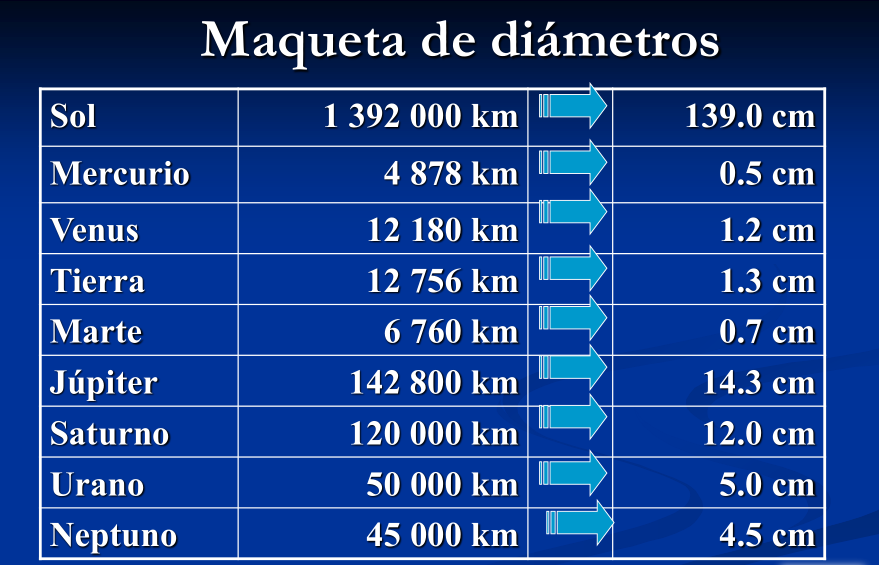 Maqueta de diámetros
Sol 1 392 000 km 139.0 cm
Mercurio 4 878 km 0.5 cm
Venus 12 180 km 1.2 cm
Tierra 12 756 km 1.3 cm
Marte 6 760 km 0.7 cm
Júpiter 142 800 km 14.3 cm
Saturno 120 000 km 12.0 cm
Urano 50 000 km 5.0 cm
Neptuno 45 000 km 4.5 cm